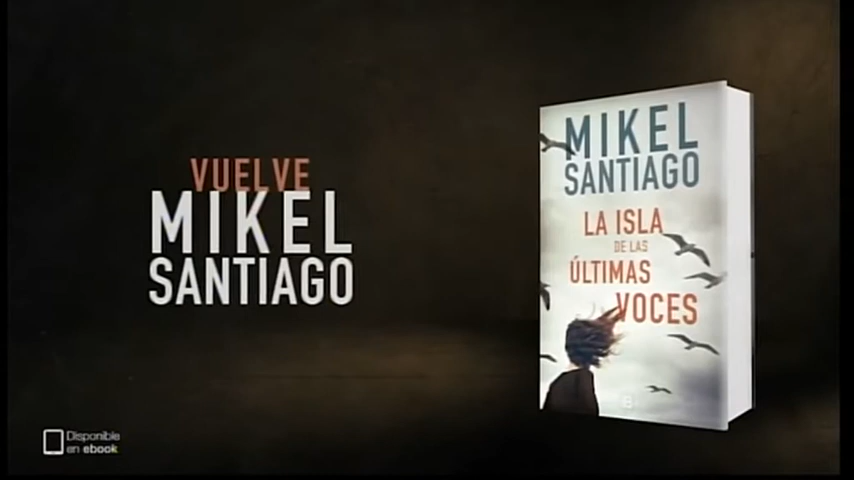 VUELVE
MIKEL
SANTIAGO
MIKEL
SANTIAGO
LA ISLA
DE LAS
ÚLTIMAS
VOCES
B
Disponible
en ebook